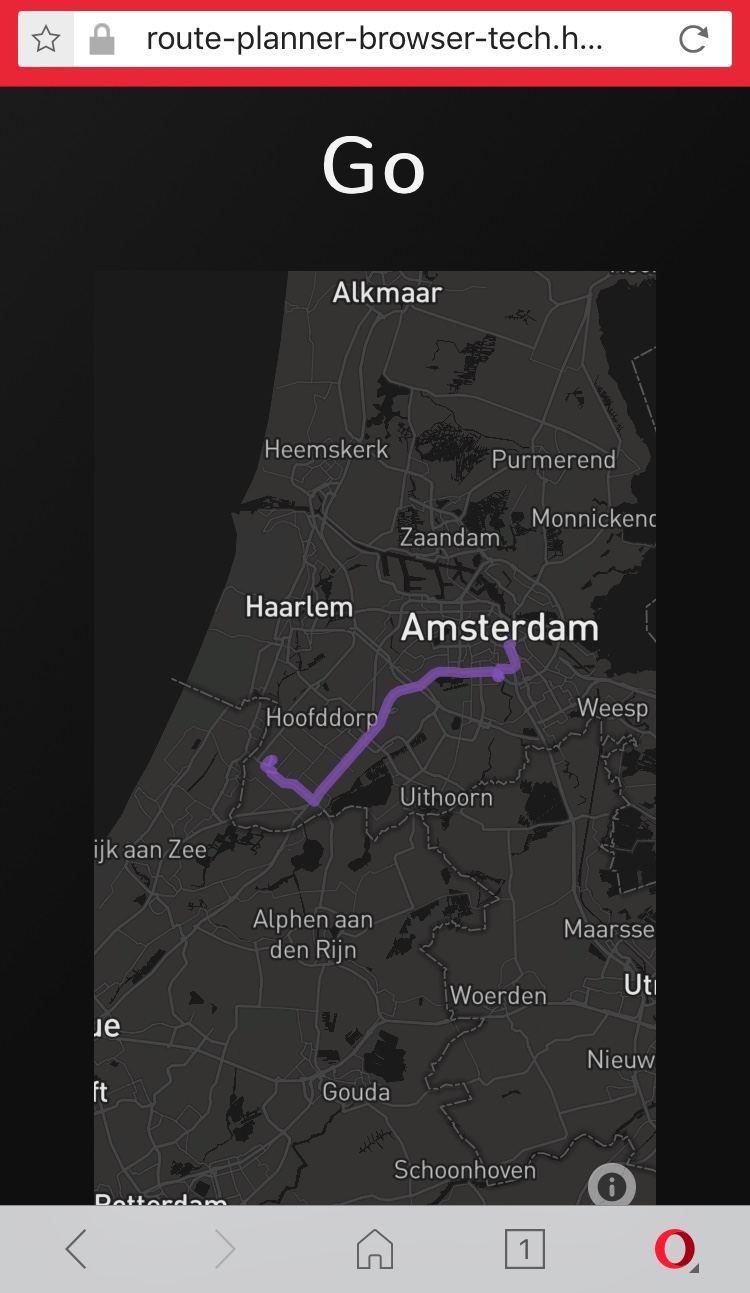 route-planner-browser-tech.h...
Go
Alkmaar
Heemskerk
Purmerend
Monnickend
Zaandam
Haarlem
Amsterdam
Weesp
Hoofddorp
Uithoorn
ijk aan Zee
Alphen aan
den Rijn
Maarsse
Utr
Woerden
ue
Nieuw
ft
Gouda
Schoonhoven
Rotterdam
1